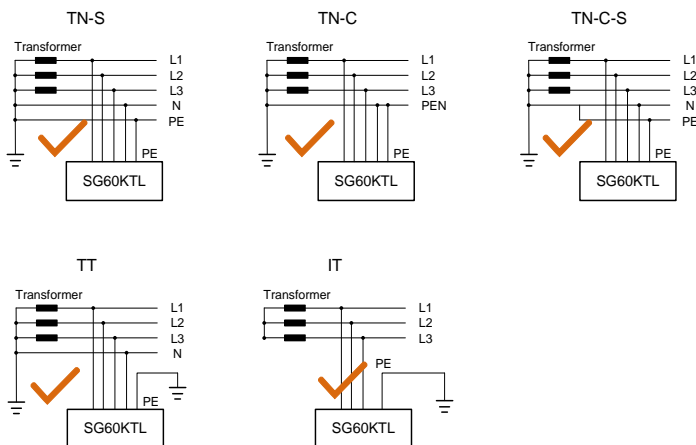 TN-S
Transformer
L1
L2
L3
N
PE
PE
SG60KTL
TN-C
Transformer
L1
L2
L3
PEN
PE
SG60KTL
TN-C-S
Transformer
L1
L2
L3
N
PE
PE
SG60KTL
TT
Transformer
L1
L2
L3
N
PE
SG60KTL
IT
Transformer
L1
L2
L3
PE
SG60KTL